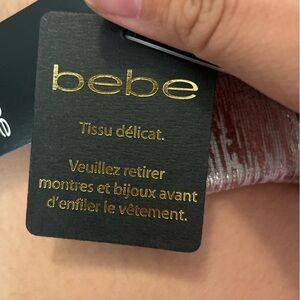 bebe
Tissu délicat.
Veuillez retirer
montres et bijoux avant
d'enfiler le vêtement.